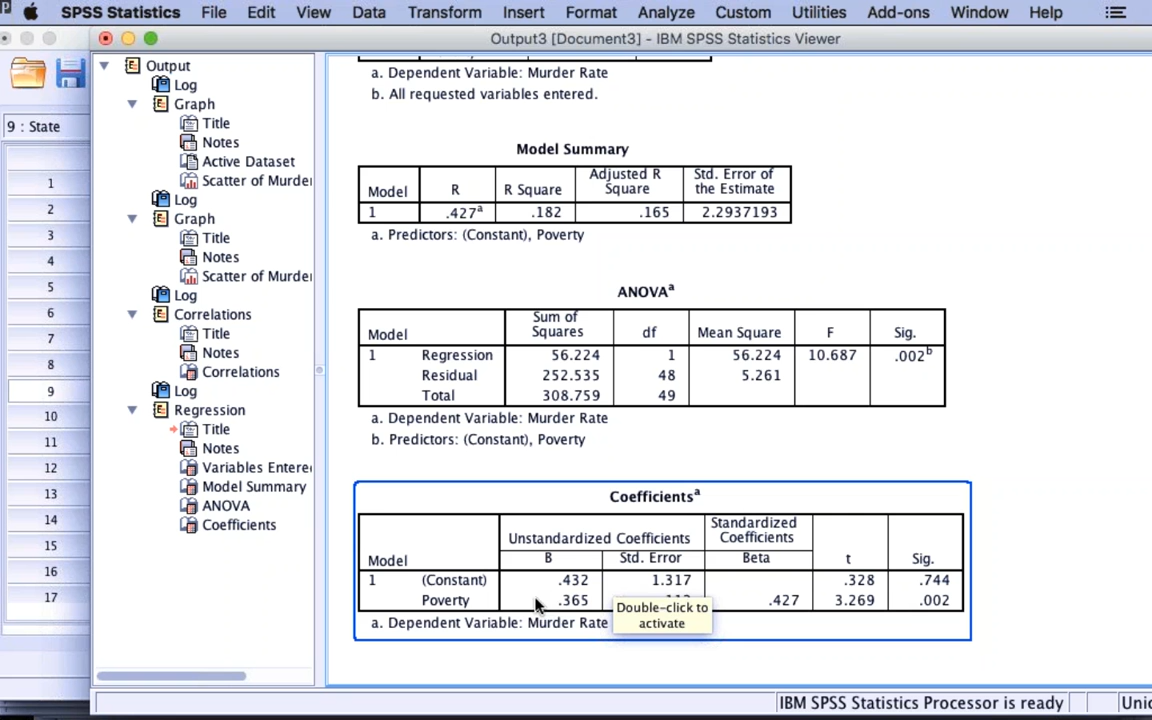 SPSS Statistics File Edit View Data Transform Insert Format Analyze Custom Utilities Add-ons Window Help
Output3 [Document3] - IBM SPSS Statistics Viewer
9 : State
1
2
3
4
5
6
7
8
9
10
11
12
13
14
15
16
17
Output
Log
Graph
Title
Notes
Active Dataset
Scatter of Murder
Log
Graph
Title
Notes
Scatter of Murder
Log
Correlations
Title
Notes
Correlations
Log
Regression
Title
Notes
Variables Entere
Model Summary
ANOVA
Coefficients
a. Dependent Variable: Murder Rate
b. All requested variables entered.
Model Summary
Model R R Square Adjusted R Square Std. Error of the Estimate
1 .427a .182 .165 2.2937193
a. Predictors: (Constant), Poverty
ANOVAa
Model Sum of Squares df Mean Square F Sig.
1 Regression 56.224 1 56.224 10.687 .002b
Residual 252.535 48 5.261
Total 308.759 49
a. Dependent Variable: Murder Rate
b. Predictors: (Constant), Poverty
Coefficientsa
Unstandardized Coefficients Standardized Coefficients
Model B Std. Error Beta t Sig.
1 (Constant) .432 1.317 .328 .744
Poverty .365 .427 3.269 .002
a. Dependent Variable: Murder Rate
Double-click to
activate
IBM SPSS Statistics Processor is ready Unic